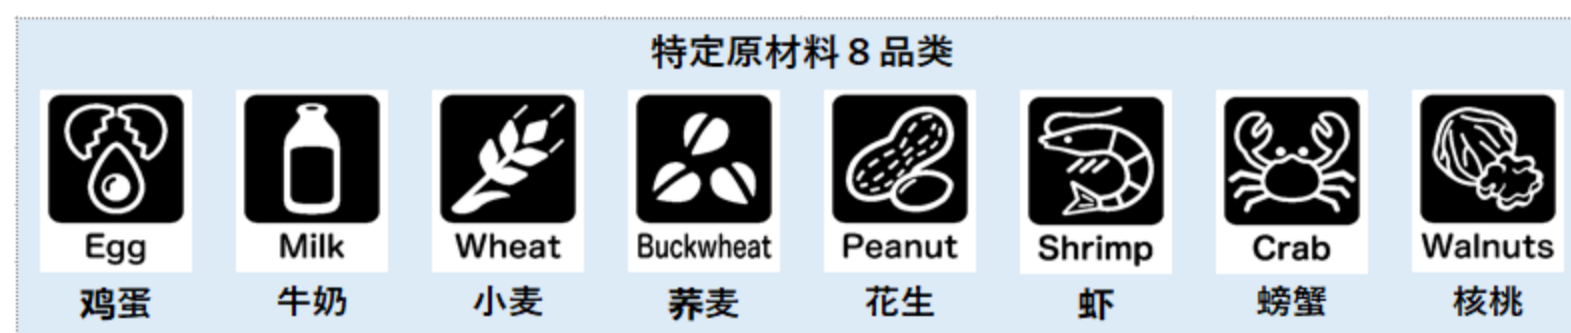 特定原材料８品类
Egg Milk Wheat Buckwheat Peanut Shrimp Crab Walnuts
鸡蛋 牛奶 小麦 荞麦 花生 虾 螃蟹 核桃